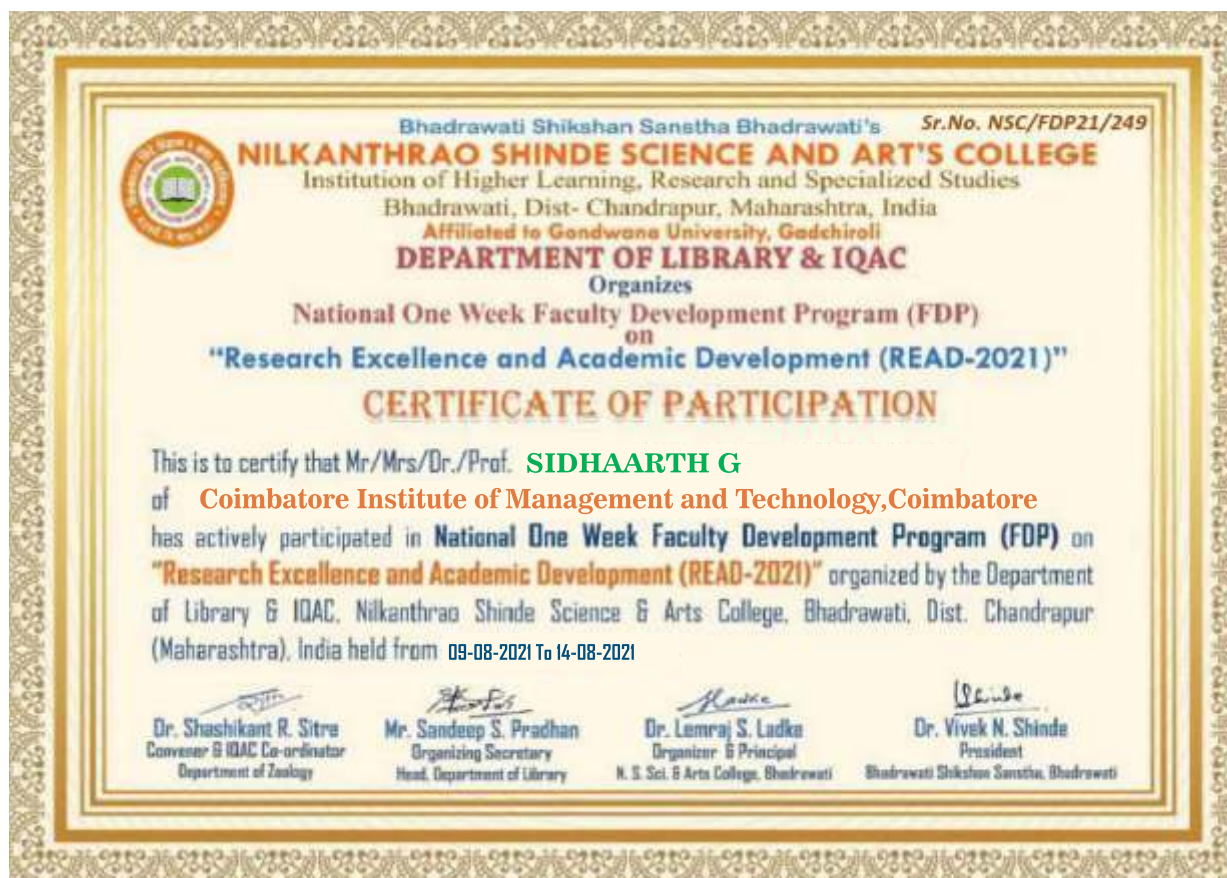 Bhadrawati Shikshan Sanstha Bhadrawati's
Sr.No. NSC/FDP21/249
NILKANTHRAO SHINDE SCIENCE AND ART'S COLLEGE
Institution of Higher Learning, Research and Specialized Studies
Bhadrawati, Dist- Chandrapur, Maharashtra, India
Affiliated to Gondwana University, Gadchiroli
DEPARTMENT OF LIBRARY & IQAC
Organizes
National One Week Faculty Development Program (FDP)
on
“Research Excellence and Academic Development (READ-2021)”
CERTIFICATE OF PARTICIPATION
This is to certify that Mr/Mrs/Dr./Prof. SIDHAARTH G
of Coimbatore Institute of Management and Technology,Coimbatore
has actively participated in National One Week Faculty Development Program (FDP) on
"Research Excellence and Academic Development (READ-2021)" organized by the Department
of Library & IQAC, Nilkanthrao Shinde Science & Arts College, Bhadrawati, Dist. Chandrapur
(Maharashtra), India held from 09-08-2021 To 14-08-2021
Dr. Shashikant R. Sitre
Convener & IQAC Co-ordinator
Department of Zoology
Mr. Sandeep S. Pradhan
Organizing Secretary
Head, Department of Library
Dr. Lemraj S. Ladke
Organizer & Principal
N. S. Sci. & Arts College, Bhadrawati
Dr. Vivek N. Shinde
President
Bhadrawati Shikshan Sanstha, Bhadrawati